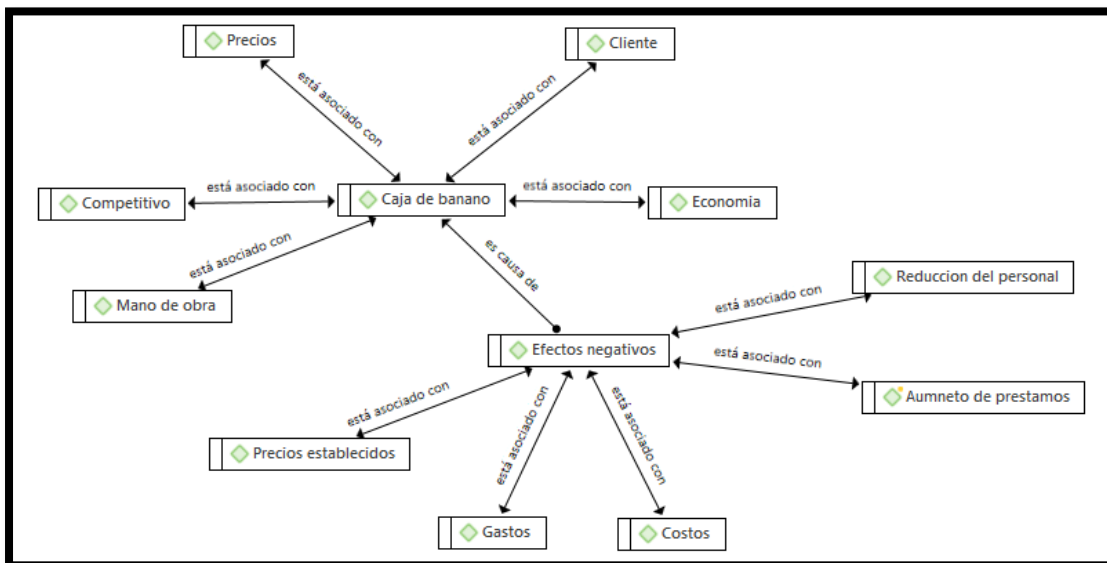 Precios
Cliente
está asociado con
está asociado con
Competitivo
está asociado con
Caja de banano
está asociado con
Economia
está asociado con
es causa de
Mano de obra
Reduccion del personal
está asociado con
Efectos negativos
está asociado con
Aumneto de prestamos
está asociado con
Precios establecidos
está asociado con
está asociado con
Gastos
Costos